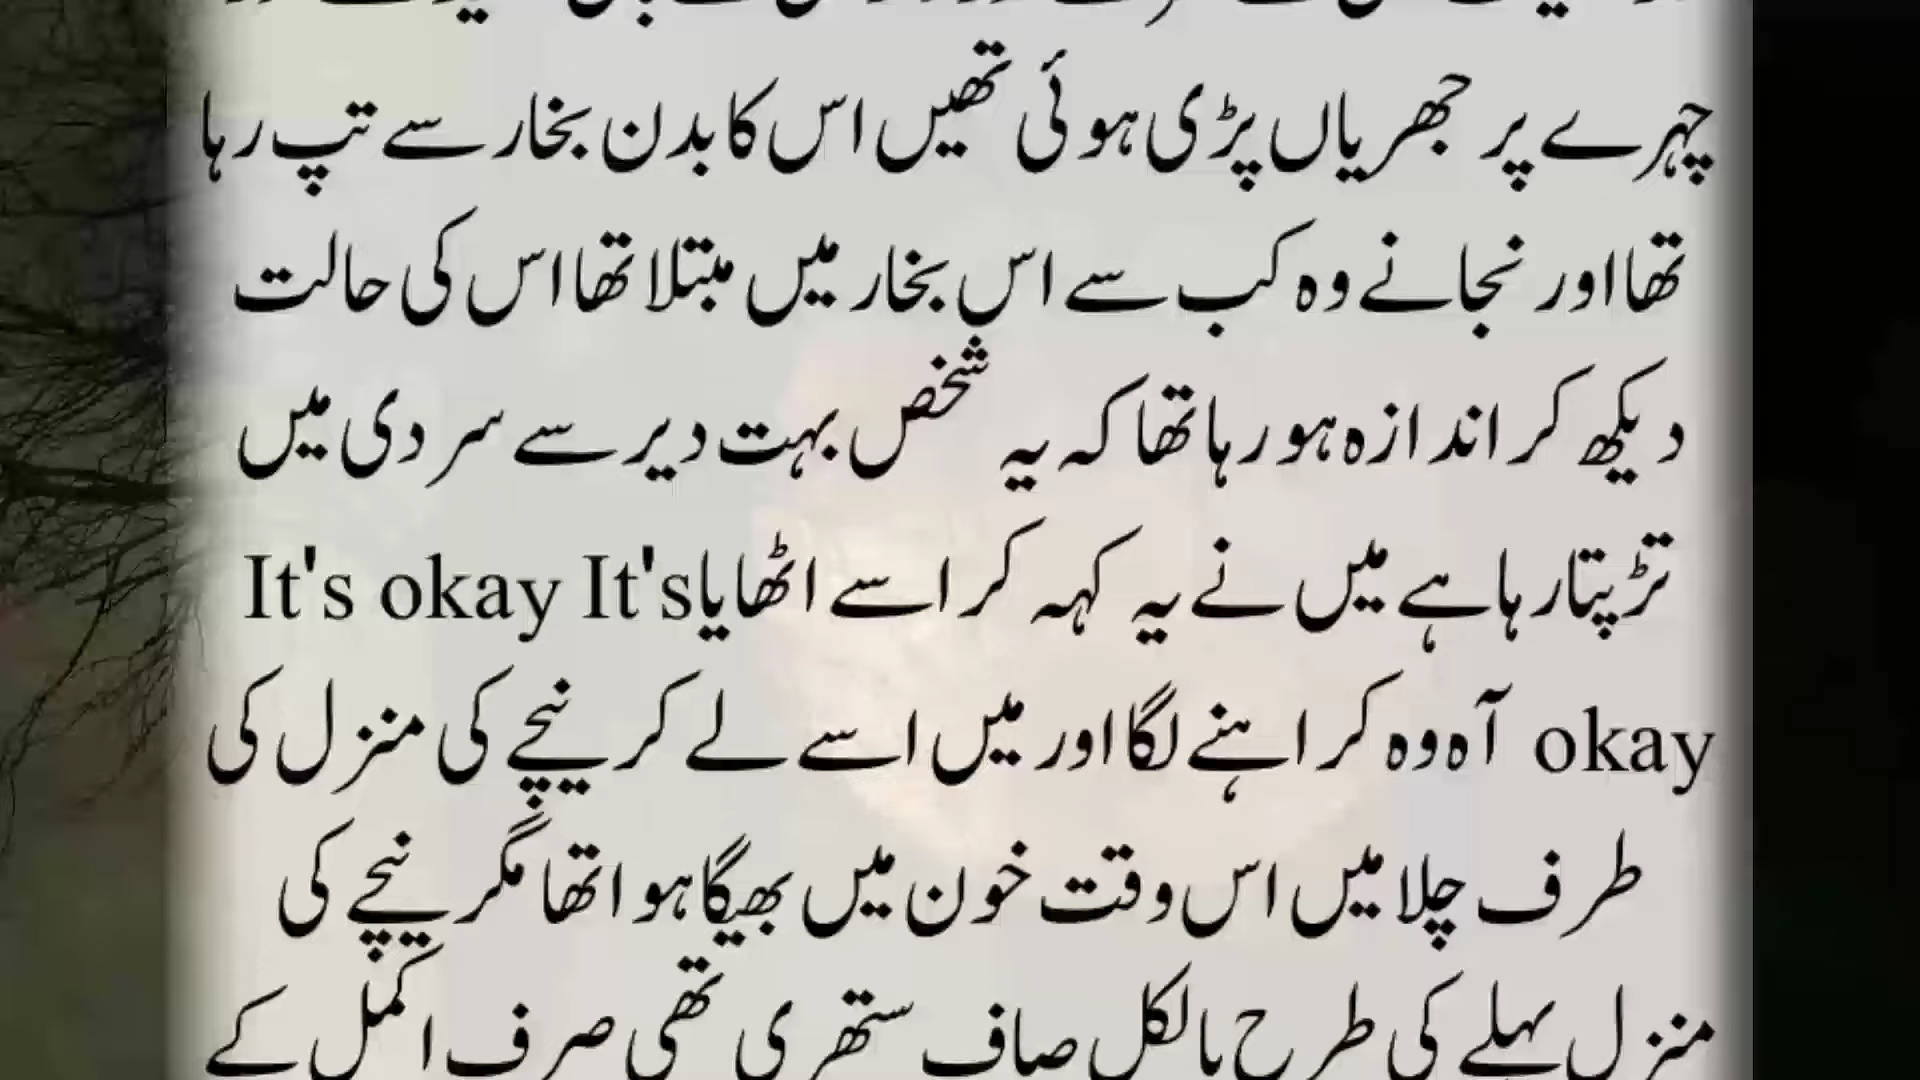 چہرے پر جھریاں پڑی ہوئی تھیں اس کا بدن بخار سے تپ رہا
تھا اور نجانے وہ کب سے اس بخار میں مبتلا تھا اس کی حالت
دیکھ کر اندازہ ہو رہا تھا کہ یہ شخص بہت دیر سے سردی میں
تڑپتا رہا ہے میں نے یہ کہہ کر اسے اٹھایا It's okay It's
okay آہ وہ کراہنے لگا اور میں اسے لے کر نیچے کی منزل کی
طرف چلا میں اس وقت خون میں بھیگا ہوا تھا مگر نیچے کی
منزل پہلے کی طرح بالکل صاف ستھری تھی صرف اکمل کے